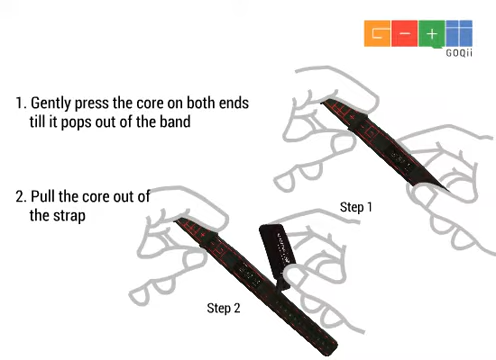 GOQii
1. Gently press the core on both ends
till it pops out of the band
Step 1
2. Pull the core out of
the strap
Step 2